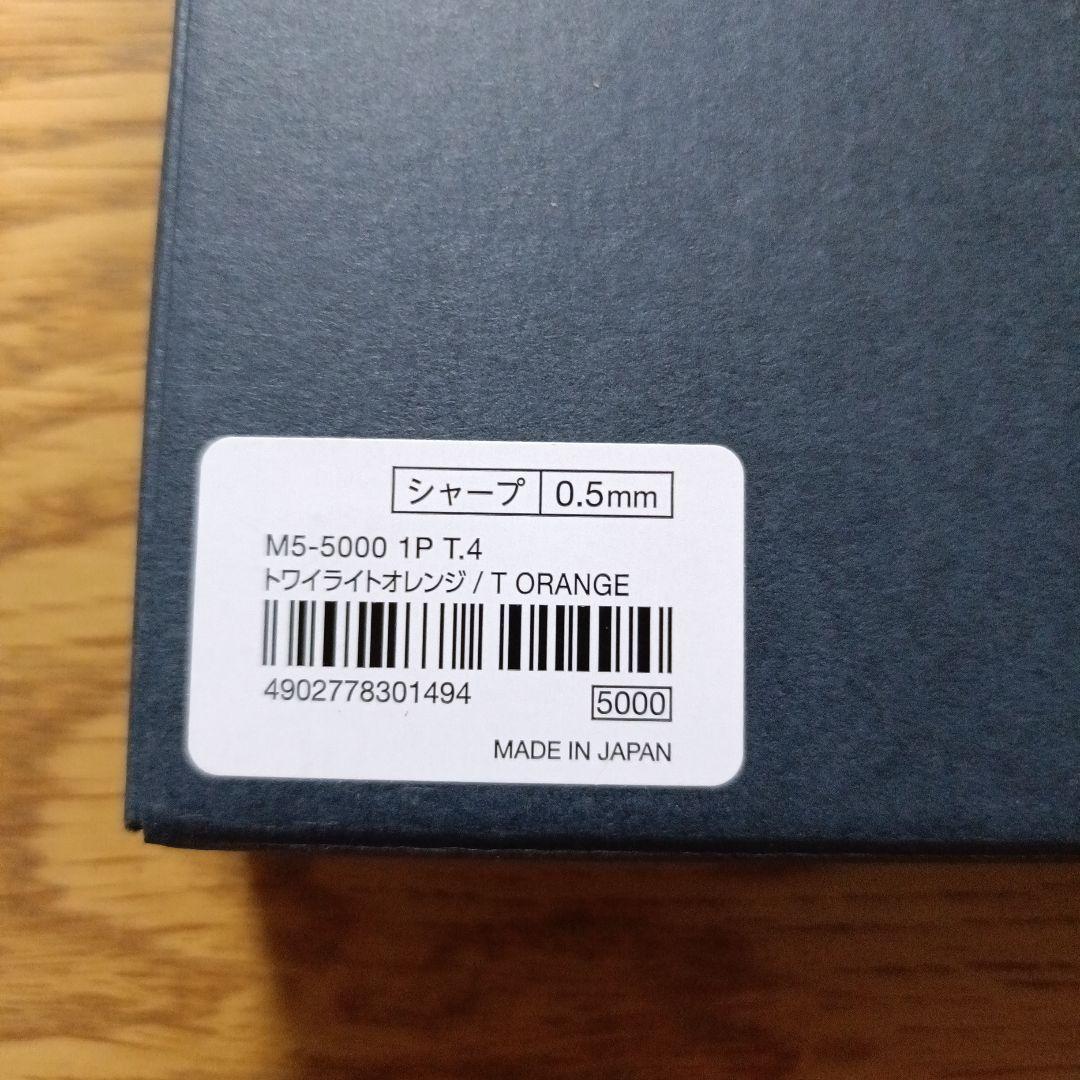 シャープ 0.5mm
M5-5000 1P T.4
トワイライトオレンジ / T ORANGE
4902778301494
5000
MADE IN JAPAN